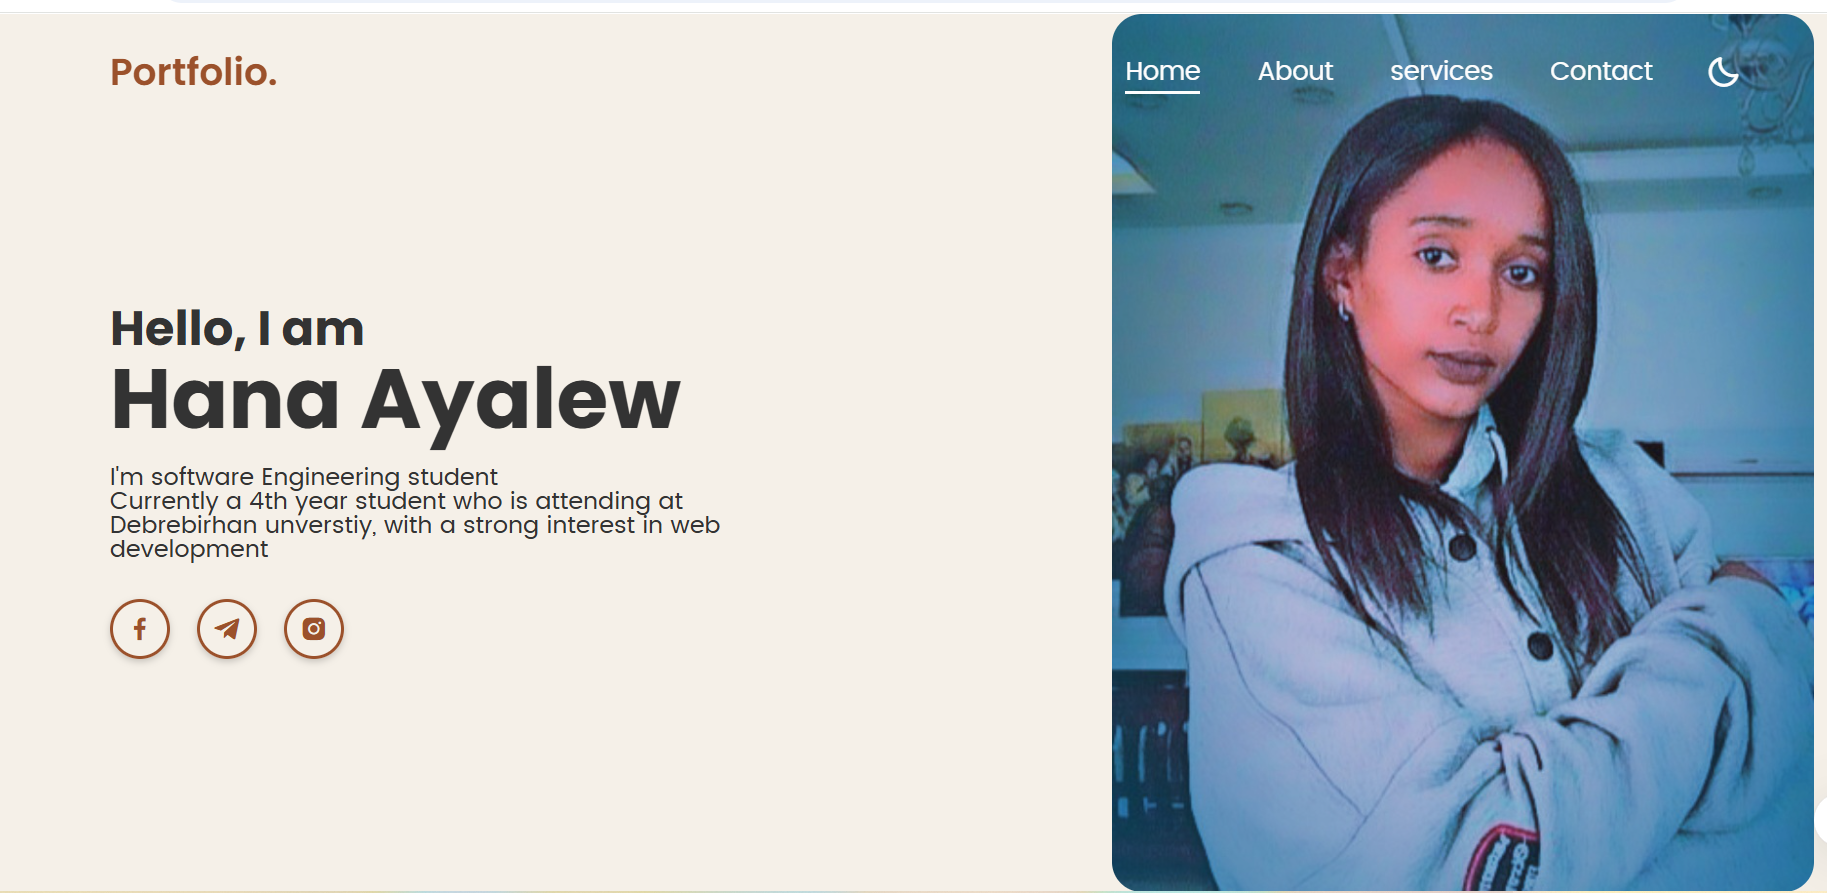 Portfolio.
Home About services Contact
Hello, I am
Hana Ayalew
I'm software Engineering student
Currently a 4th year student who is attending at
Debrebirhan unverstiy, with a strong interest in web
development